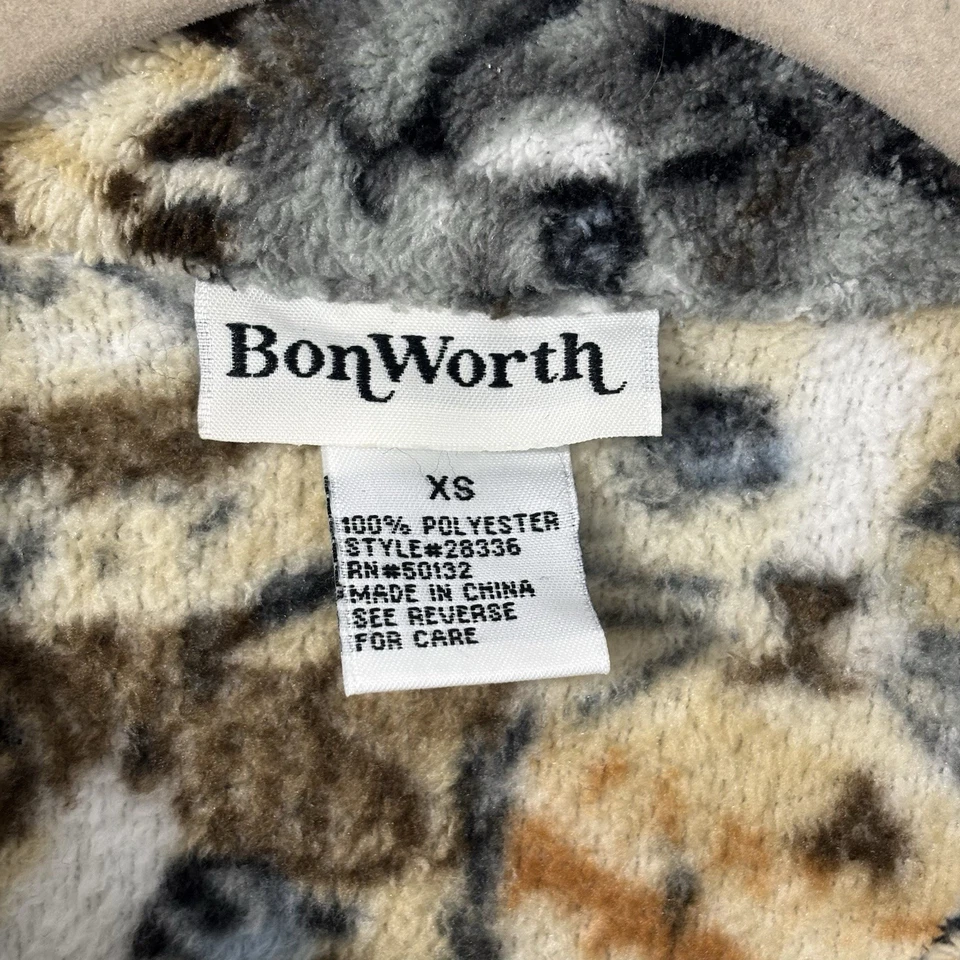 BonWorth
XS
100% POLYESTER
STYLE#28336
RN#50132
MADE IN CHINA
SEE REVERSE
FOR CARE